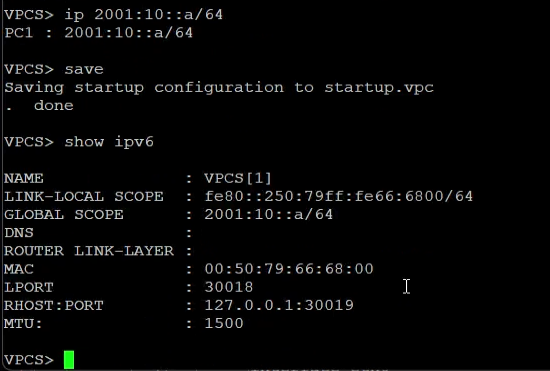 VPCS> ip 2001:10::a/64
PC1 : 2001:10::a/64
VPCS> save
Saving startup configuration to startup.vpc
.  done
VPCS> show ipv6
NAME              : VPCS[1]
LINK-LOCAL SCOPE  : fe80::250:79ff:fe66:6800/64
GLOBAL SCOPE      : 2001:10::a/64
DNS               :
ROUTER LINK-LAYER :
MAC               : 00:50:79:66:68:00
LPORT             : 30018
RHOST:PORT        : 127.0.0.1:30019
MTU:              : 1500
VPCS>